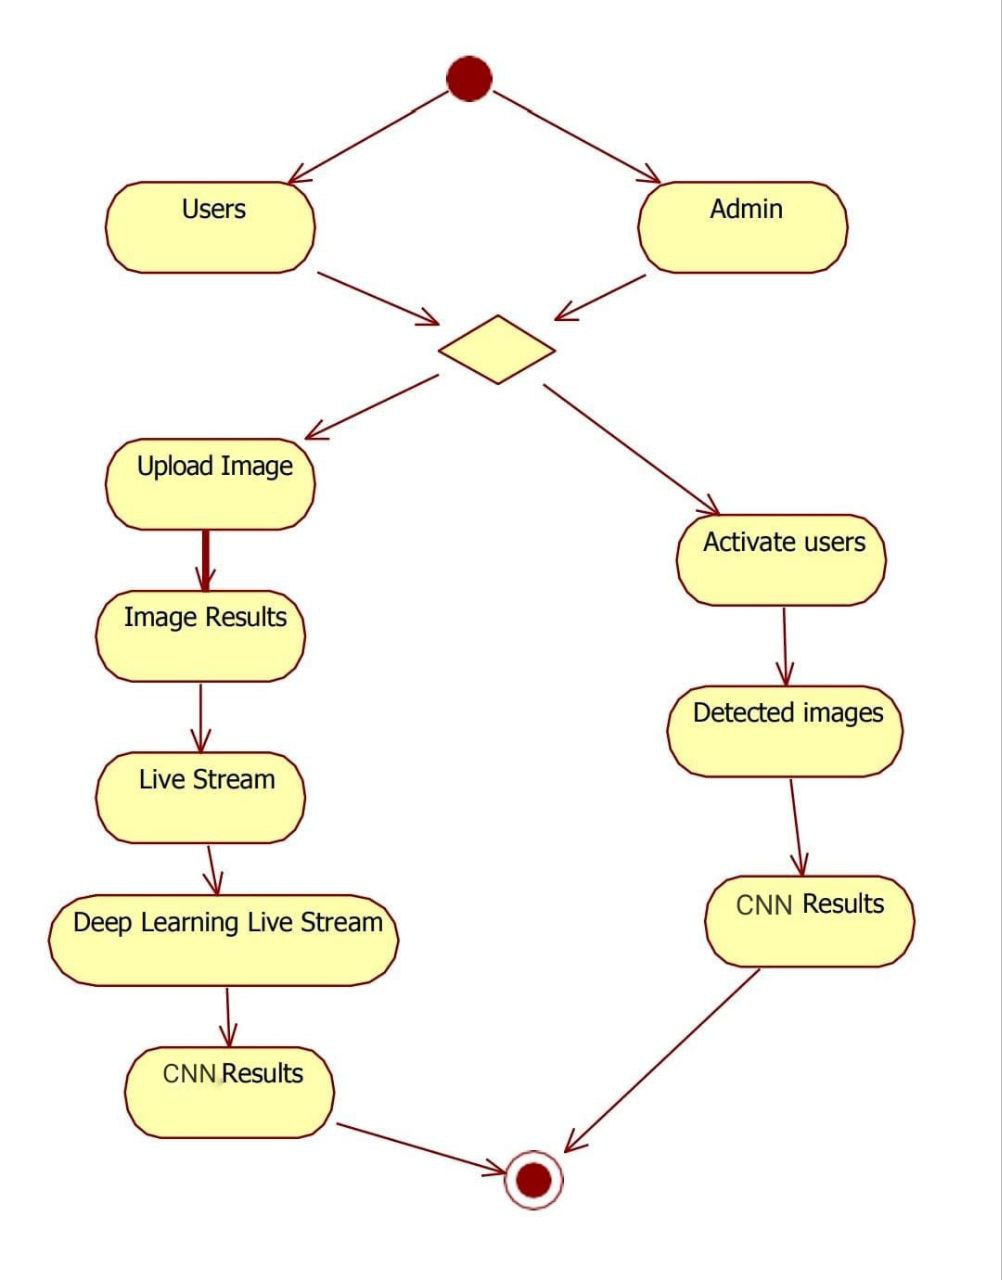 Users
Admin
Upload Image
Activate users
Image Results
Detected images
Live Stream
CNN Results
Deep Learning Live Stream
CNN Results